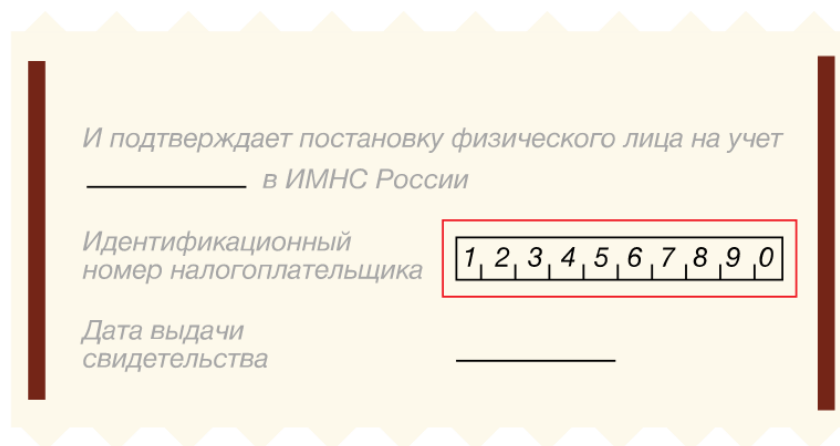 И подтверждает постановку физического лица на учет
в ИМНС России
Идентификационный
номер налогоплательщика
1 2 3 4 5 6 7 8 9 0
Дата выдачи
свидетельства